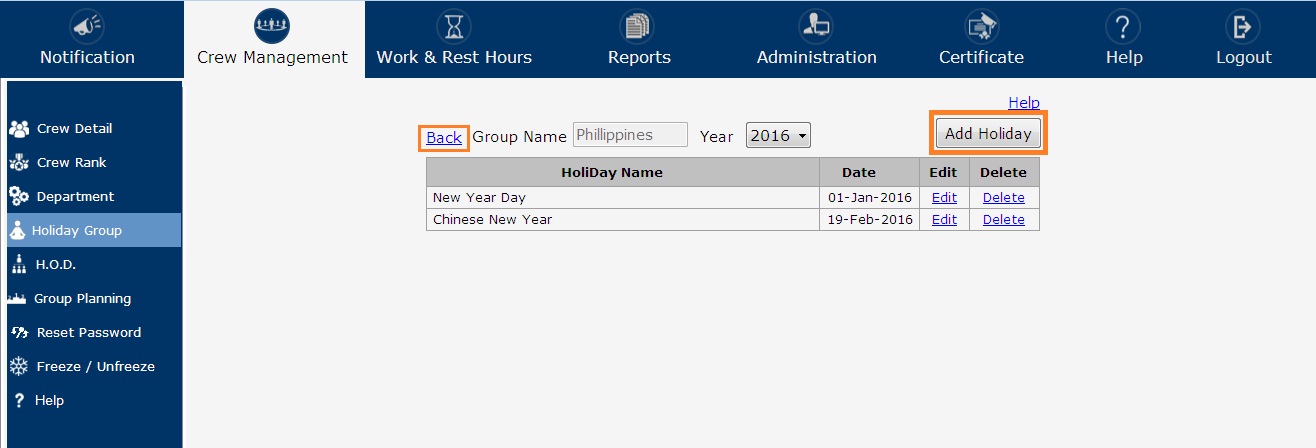 Notification Crew Management Work & Rest Hours Reports Administration Certificate Help Logout
Crew Detail
Crew Rank
Department
Holiday Group
H.O.D.
Group Planning
Reset Password
Freeze / Unfreeze
? Help
Help
Back Group Name Phillippines Year 2016 Add Holiday
HoliDay Name Date Edit Delete
New Year Day 01-Jan-2016 Edit Delete
Chinese New Year 19-Feb-2016 Edit Delete